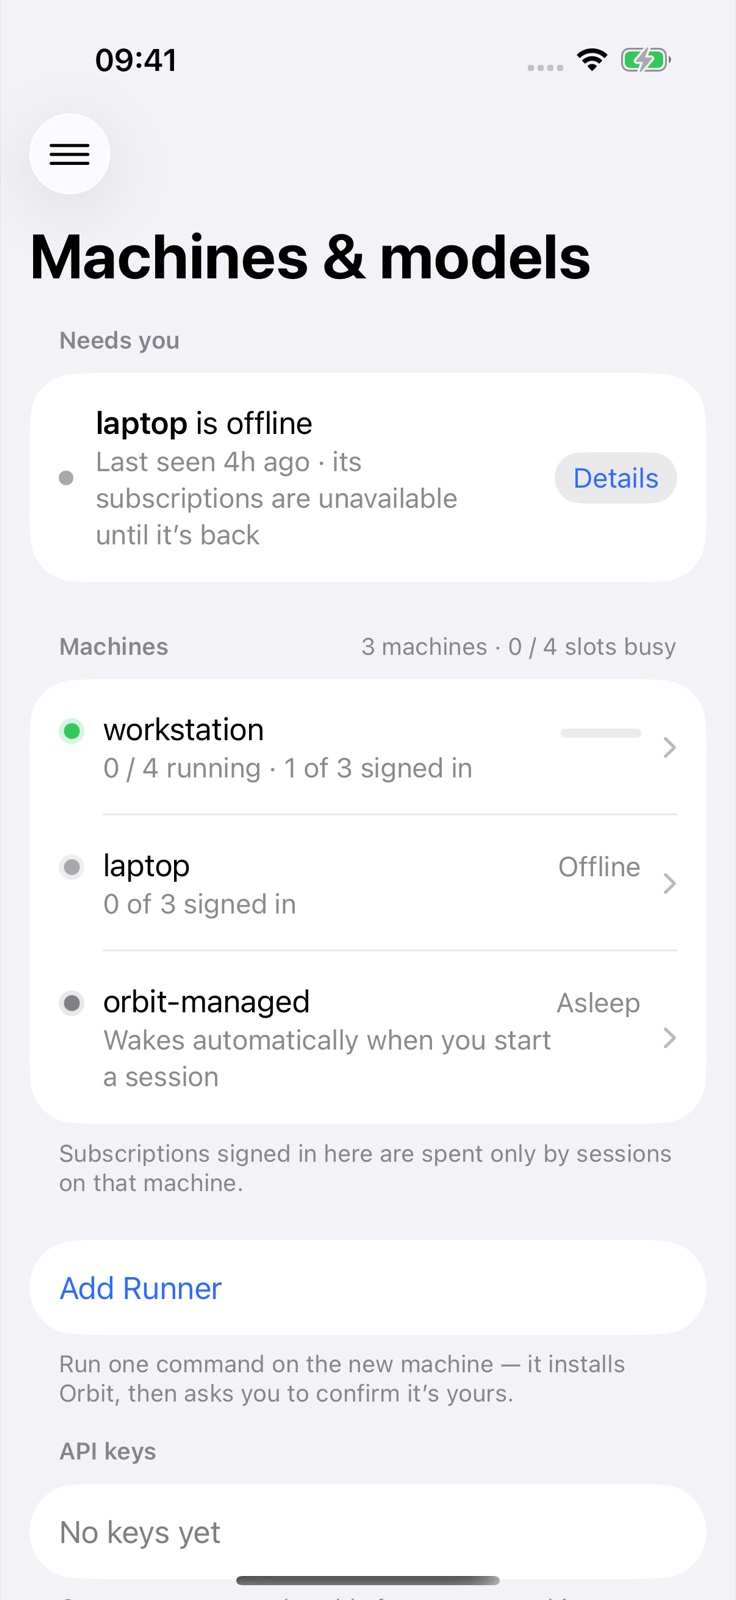 09:41
Machines & models
Needs you
laptop is offline
Last seen 4h ago · its
subscriptions are unavailable
until it’s back
Details
Machines
3 machines · 0 / 4 slots busy
workstation
0 / 4 running · 1 of 3 signed in
laptop
Offline
0 of 3 signed in
orbit-managed
Asleep
Wakes automatically when you start
a session
Subscriptions signed in here are spent only by sessions
on that machine.
Add Runner
Run one command on the new machine — it installs
Orbit, then asks you to confirm it’s yours.
API keys
No keys yet